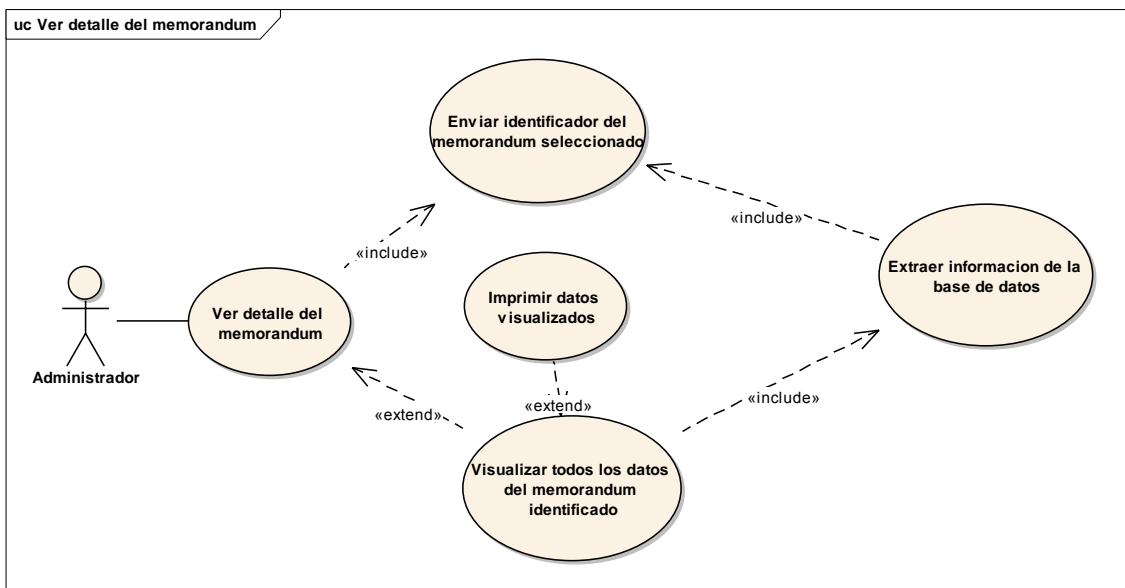 uc Ver detalle del memorandum
Enviar identificador del
memorandum seleccionado
«include»
«include»
Extraer informacion de la
base de datos
Imprimir datos
visualizados
Ver detalle del
memorandum
Administrador
«extend»
«extend»
«include»
Visualizar todos los datos
del memorandum
identificado